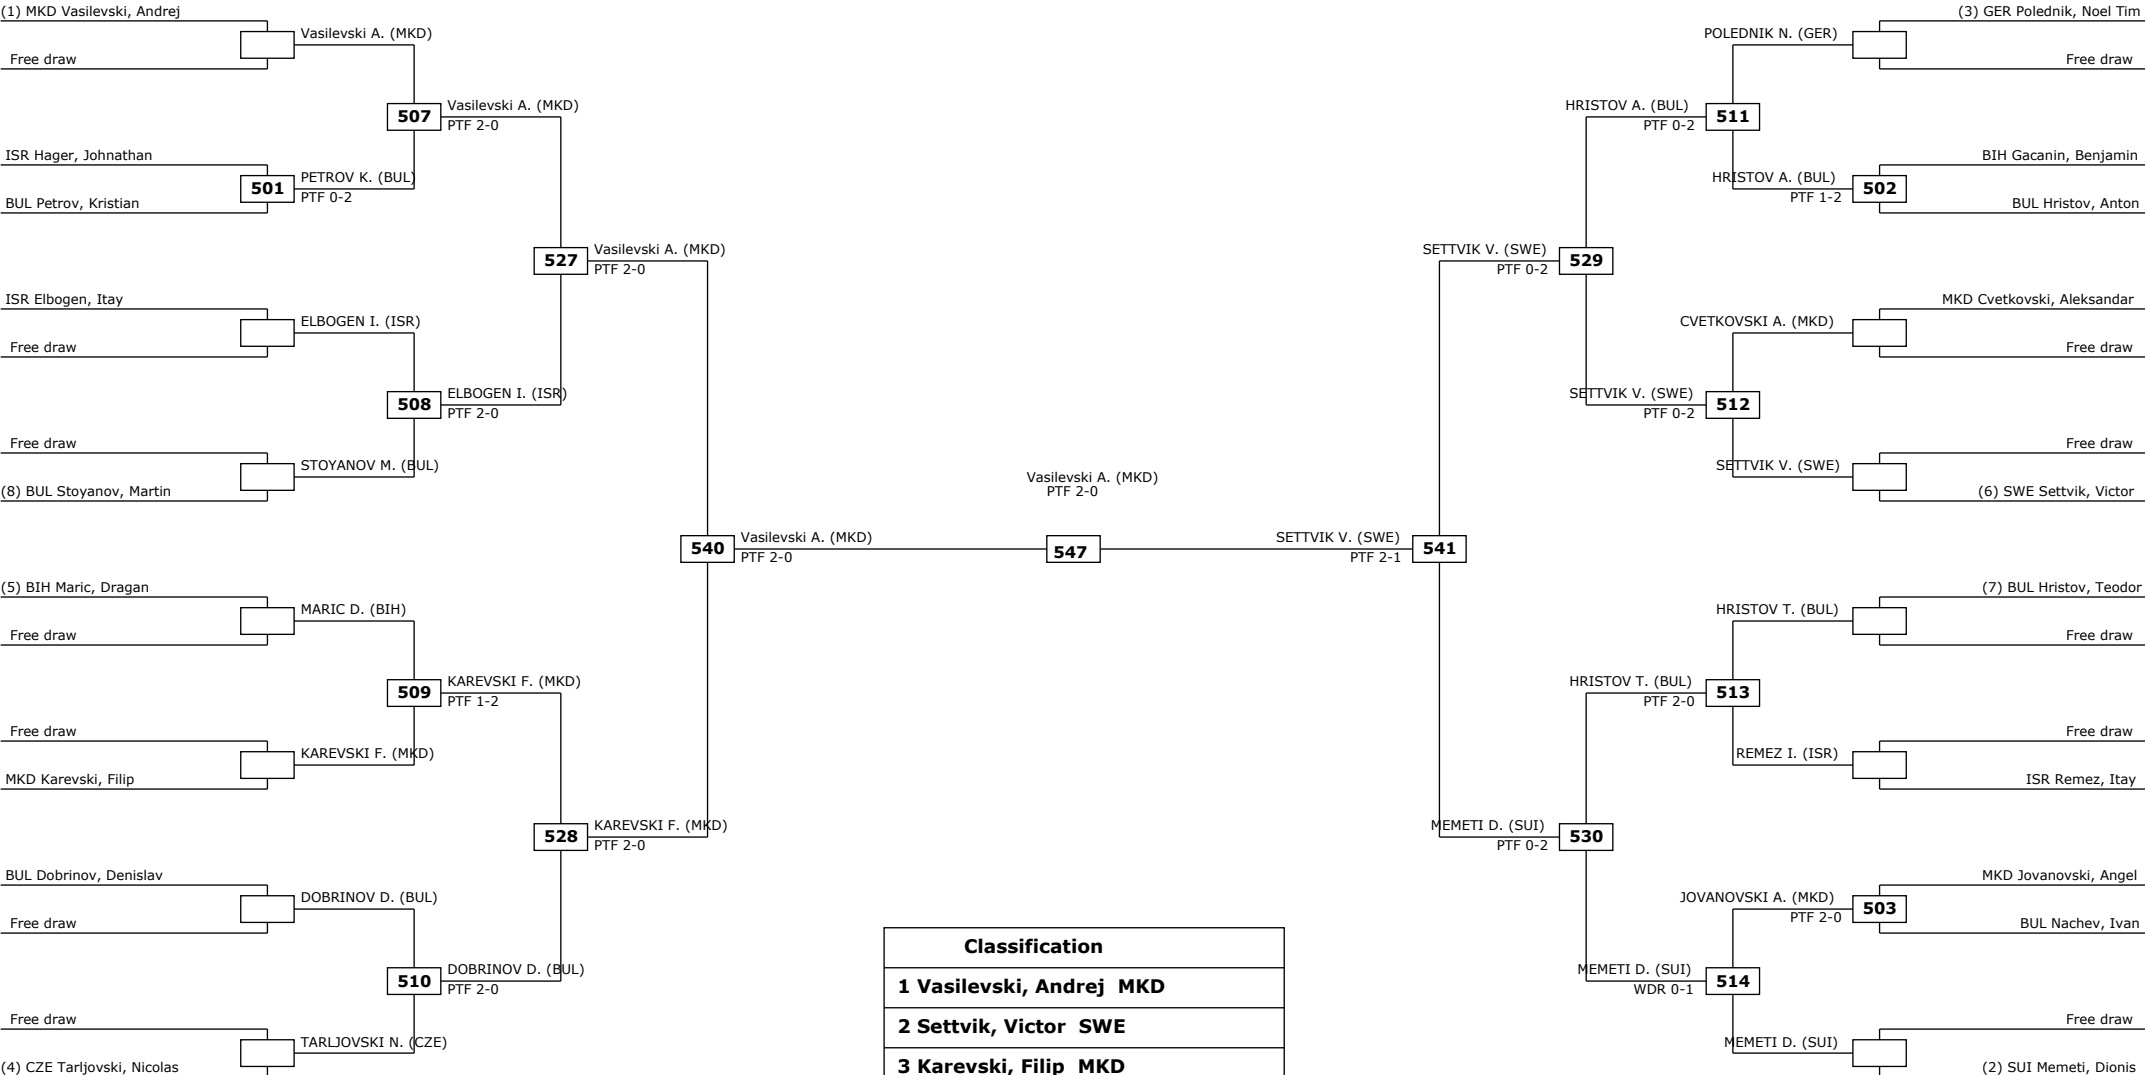 (1) MKD Vasilevski, Andrej
Free draw
Vasilevski A. (MKD)
507
Vasilevski A. (MKD)
PTF 2-0
ISR Hager, Johnathan
BUL Petrov, Kristian
501
PETROV K. (BUL)
PTF 0-2
527
Vasilevski A. (MKD)
PTF 2-0
ISR Elbogen, Itay
Free draw
ELBOGEN I. (ISR)
508
ELBOGEN I. (ISR)
PTF 2-0
Free draw
(8) BUL Stoyanov, Martin
STOYANOV M. (BUL)
540
Vasilevski A. (MKD)
PTF 2-0
(5) BIH Maric, Dragan
Free draw
MARIC D. (BIH)
509
KAREVSKI F. (MKD)
PTF 1-2
Free draw
MKD Karevski, Filip
KAREVSKI F. (MKD)
528
KAREVSKI F. (MKD)
PTF 2-0
BUL Dobrinov, Denislav
Free draw
DOBRINOV D. (BUL)
510
DOBRINOV D. (BUL)
PTF 2-0
Free draw
(4) CZE Tarljovski, Nicolas
TARLJOVSKI N. (CZE)
Vasilevski A. (MKD)
PTF 2-0
547
(3) GER Polednik, Noel Tim
Free draw
POLEDNIK N. (GER)
HRISTOV A. (BUL)
PTF 0-2
511
BIH Gacanin, Benjamin
BUL Hristov, Anton
HRISTOV A. (BUL)
PTF 1-2
502
SETTVIK V. (SWE)
PTF 0-2
529
MKD Cvetkovski, Aleksandar
Free draw
CVETKOVSKI A. (MKD)
SETTVIK V. (SWE)
PTF 0-2
512
Free draw
(6) SWE Settvik, Victor
SETTVIK V. (SWE)
SETTVIK V. (SWE)
PTF 2-1
541
(7) BUL Hristov, Teodor
Free draw
HRISTOV T. (BUL)
HRISTOV T. (BUL)
PTF 2-0
513
Free draw
ISR Remez, Itay
REMEZ I. (ISR)
MEMETI D. (SUI)
PTF 0-2
530
MKD Jovanovski, Angel
BUL Nachev, Ivan
JOVANOVSKI A. (MKD)
PTF 2-0
503
MEMETI D. (SUI)
WDR 0-1
514
Free draw
(2) SUI Memeti, Dionis
MEMETI D. (SUI)
Classification
1 Vasilevski, Andrej MKD
2 Settvik, Victor SWE
3 Karevski, Filip MKD